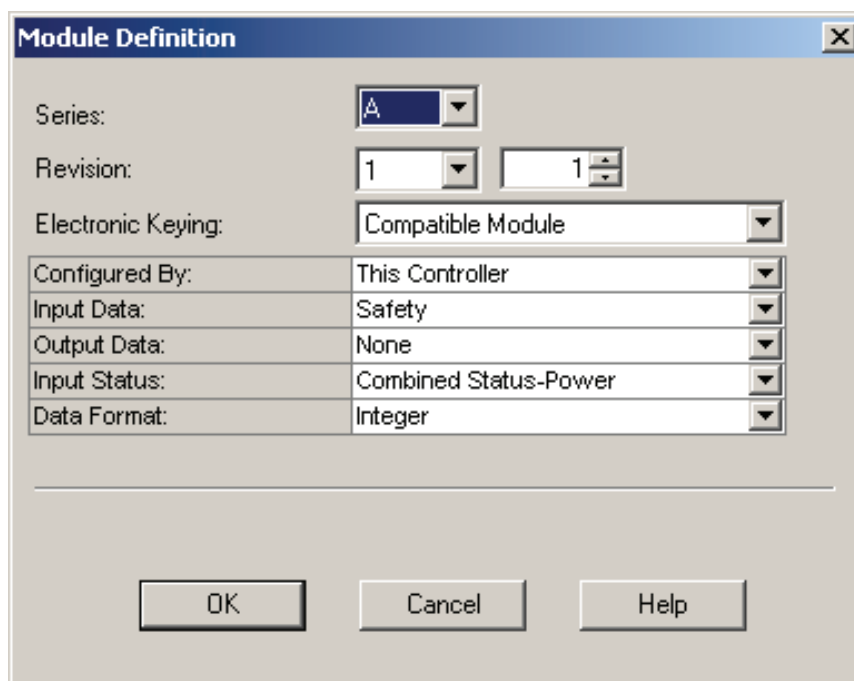 Module Definition
Series: A
Revision: 1 1
Electronic Keying: Compatible Module
Configured By: This Controller
Input Data: Safety
Output Data: None
Input Status: Combined Status-Power
Data Format: Integer
OK Cancel Help